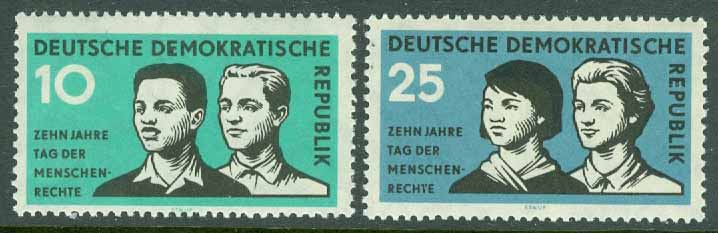 DEUTSCHE DEMOKRATISCHE
REPUBLIK
10
ZEHN JAHRE
TAG DER
MENSCHEN-
RECHTE
DEUTSCHE DEMOKRATISCHE
REPUBLIK
25
ZEHN JAHRE
TAG DER
MENSCHEN-
RECHTE